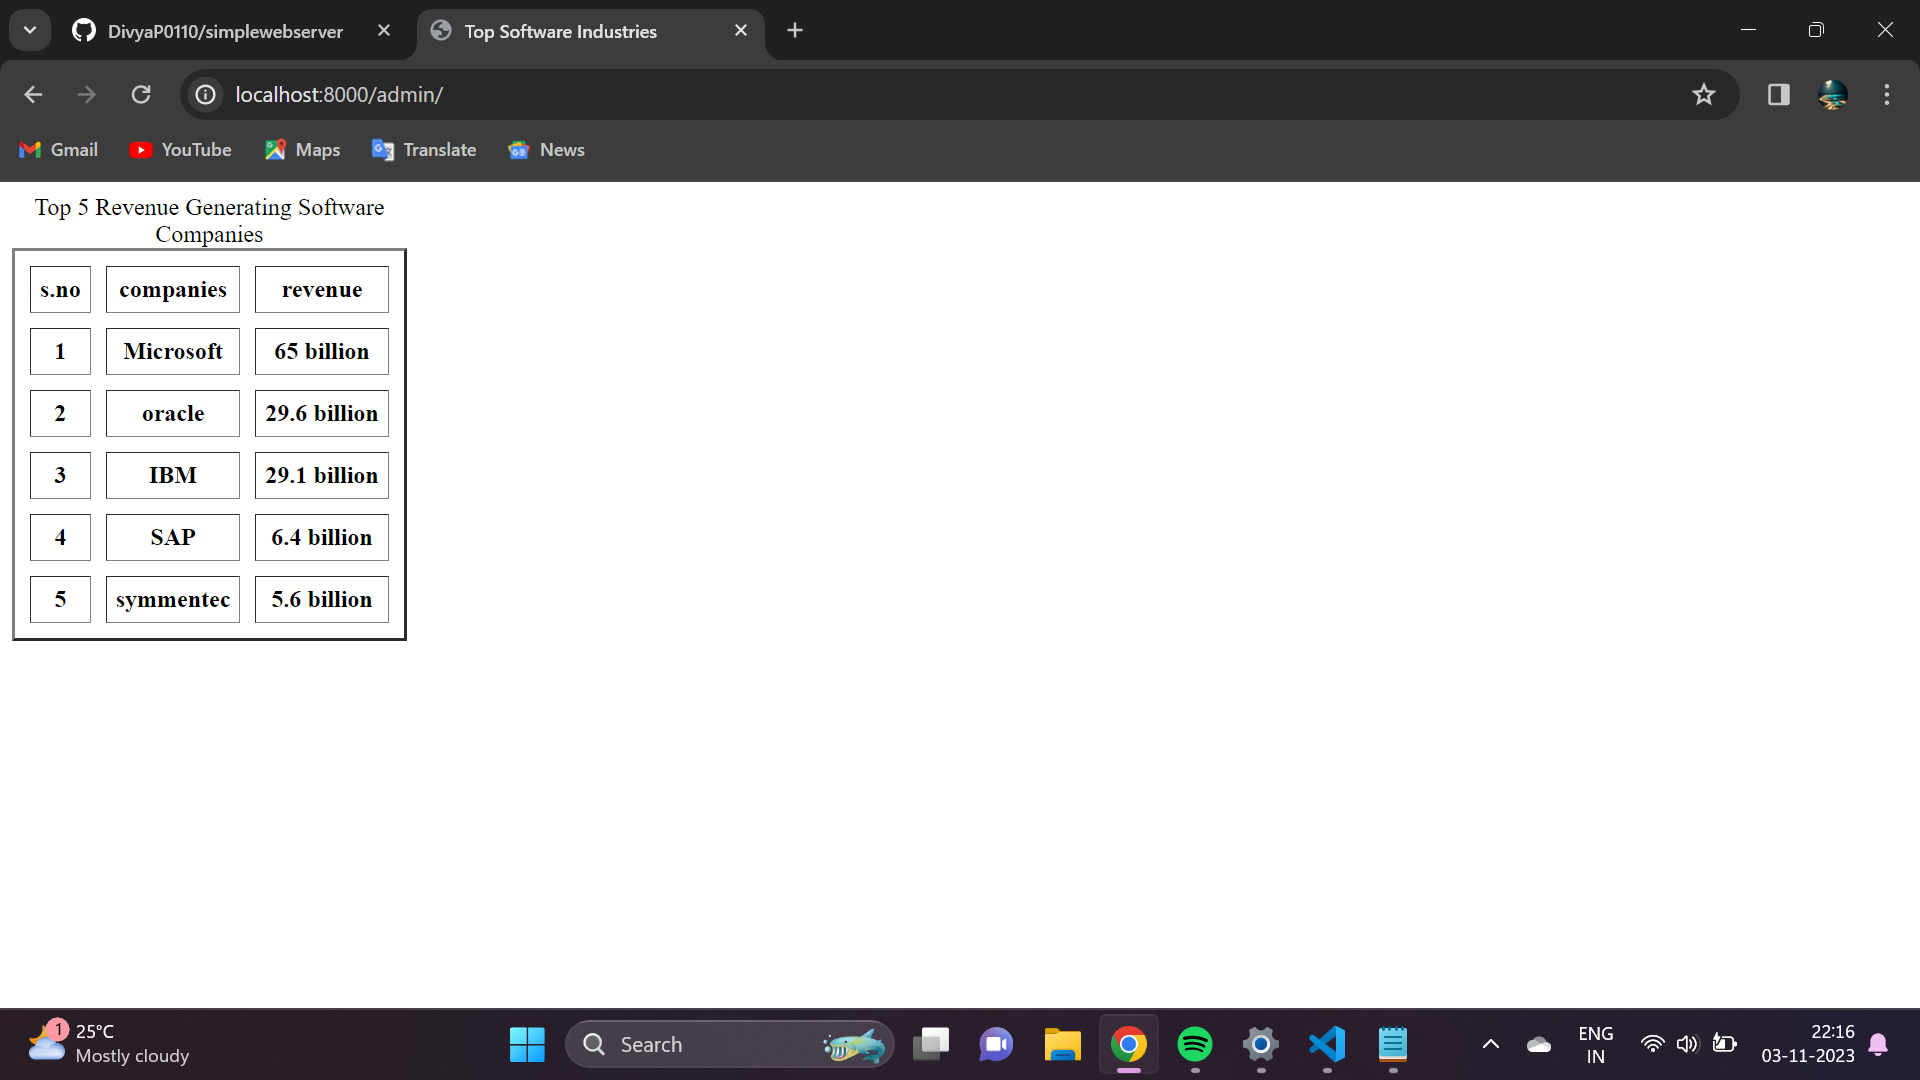 DivyaP0110/simplewebserver
Top Software Industries
localhost:8000/admin/
Gmail YouTube Maps Translate News
Top 5 Revenue Generating Software
Companies
s.no companies revenue
1 Microsoft 65 billion
2 oracle 29.6 billion
3 IBM 29.1 billion
4 SAP 6.4 billion
5 symmentec 5.6 billion
1
25°C
Mostly cloudy
Search
ENG
IN
22:16
03-11-2023